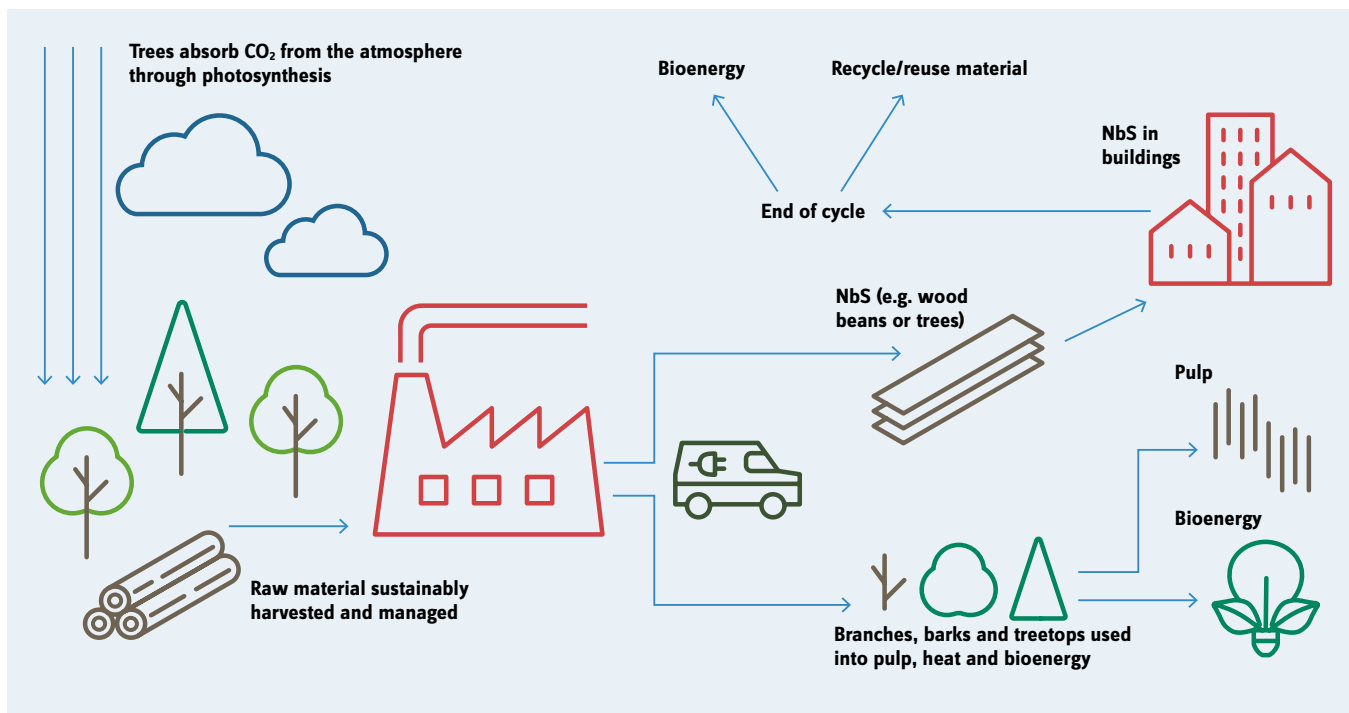 Trees absorb CO₂ from the atmosphere
through photosynthesis
Bioenergy
Recycle/reuse material
NbS in
buildings
End of cycle
NbS (e.g. wood
beans or trees)
Pulp
Bioenergy
Raw material sustainably
harvested and managed
Branches, barks and treetops used
into pulp, heat and bioenergy